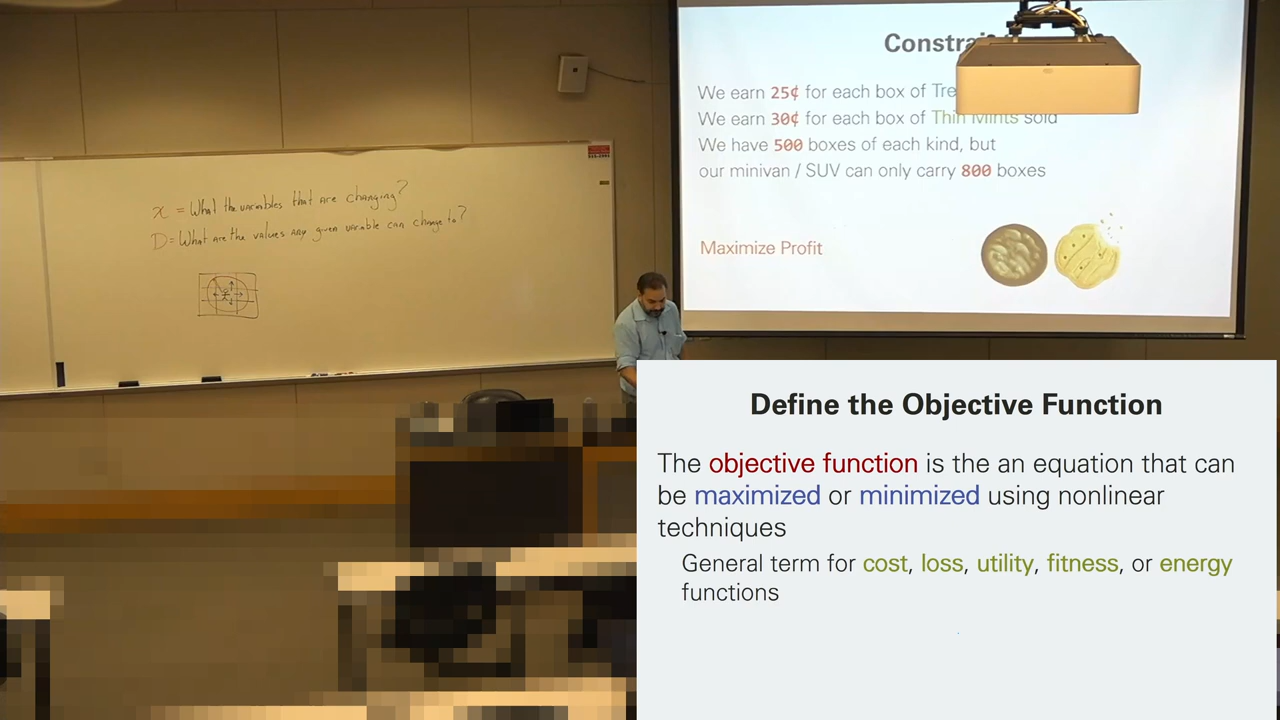 x = What the variables that are changing?
D = What are the values any given variable can change to?
Constrai
We earn 25¢ for each box of Tre
We earn 30¢ for each box of Thin Mints sold
We have 500 boxes of each kind, but
our minivan / SUV can only carry 800 boxes
Maximize Profit
Define the Objective Function
The objective function is the an equation that can
be maximized or minimized using nonlinear
techniques
General term for cost, loss, utility, fitness, or energy
functions